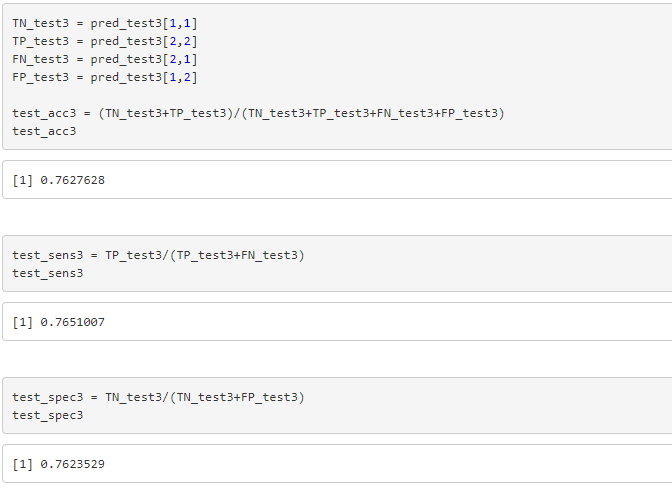 TN_test3 = pred_test3[1,1]
TP_test3 = pred_test3[2,2]
FN_test3 = pred_test3[2,1]
FP_test3 = pred_test3[1,2]
test_acc3 = (TN_test3+TP_test3)/(TN_test3+TP_test3+FN_test3+FP_test3)
test_acc3
[1] 0.7627628
test_sens3 = TP_test3/(TP_test3+FN_test3)
test_sens3
[1] 0.7651007
test_spec3 = TN_test3/(TN_test3+FP_test3)
test_spec3
[1] 0.7623529